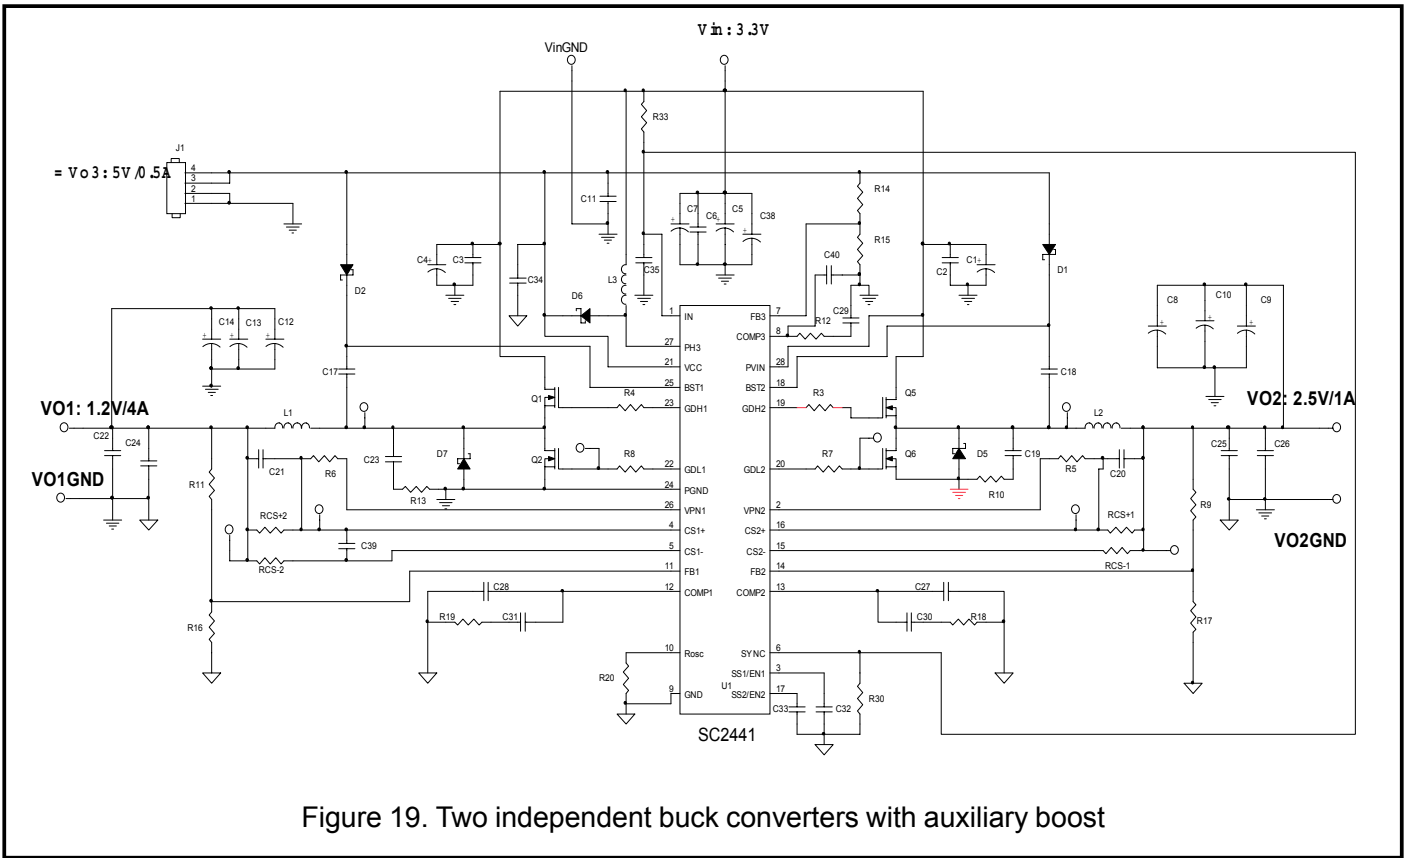 Vin: 3.3V
VinGND
R33
J1
= Vo3: 5V/0.5A
4
3
2
1
C11
C7
C6
C5
C38
R14
R15
C40
C4
C3
C34
L3
C35
C2
C1
D1
D2
D6
C29
R12
C8
C10
C9
C14
C13
C12
1
IN
FB3
7
COMP3
8
27
PH3
21
VCC
PVIN
28
25
BST1
BST2
18
C17
C18
Q1
R4
23
GDH1
GDH2
19
R3
Q5
VO1: 1.2V/4A
L1
L2
VO2: 2.5V/1A
C22
C24
C21
R6
C23
D7
Q2
R8
22
GDL1
GDL2
20
R7
Q6
D5
C19
R5
C20
C25
C26
VO1GND
R11
R13
24
PGND
R10
R9
26
VPN1
VPN2
2
RCS+2
4
CS1+
CS2+
16
RCS+1
C39
5
CS1-
CS2-
15
VO2GND
RCS-2
RCS-1
11
FB1
FB2
14
C28
12
COMP1
COMP2
13
C27
R16
R19
C31
C30
R18
R17
10
Rosc
SYNC
6
R20
SS1/EN1
3
9
GND
U1
SS2/EN2
17
C33
C32
R30
SC2441
Figure 19. Two independent buck converters with auxiliary boost